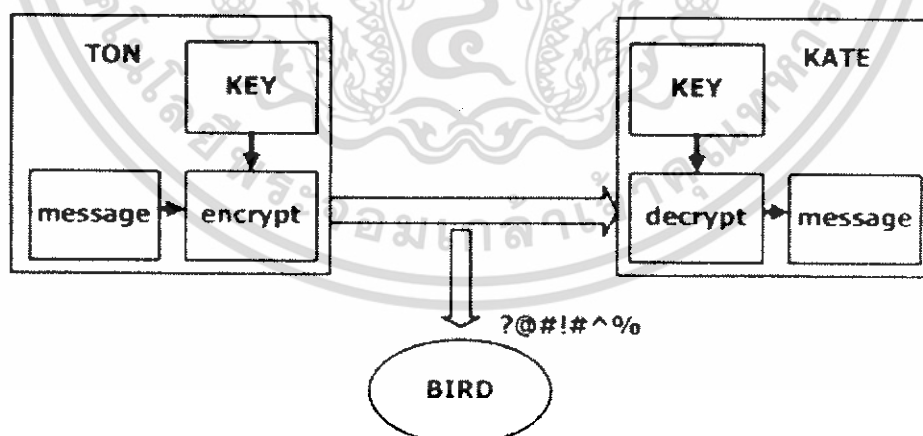 TON
KEY
message
encrypt
KATE
KEY
decrypt
message
?@#!#^%
BIRD